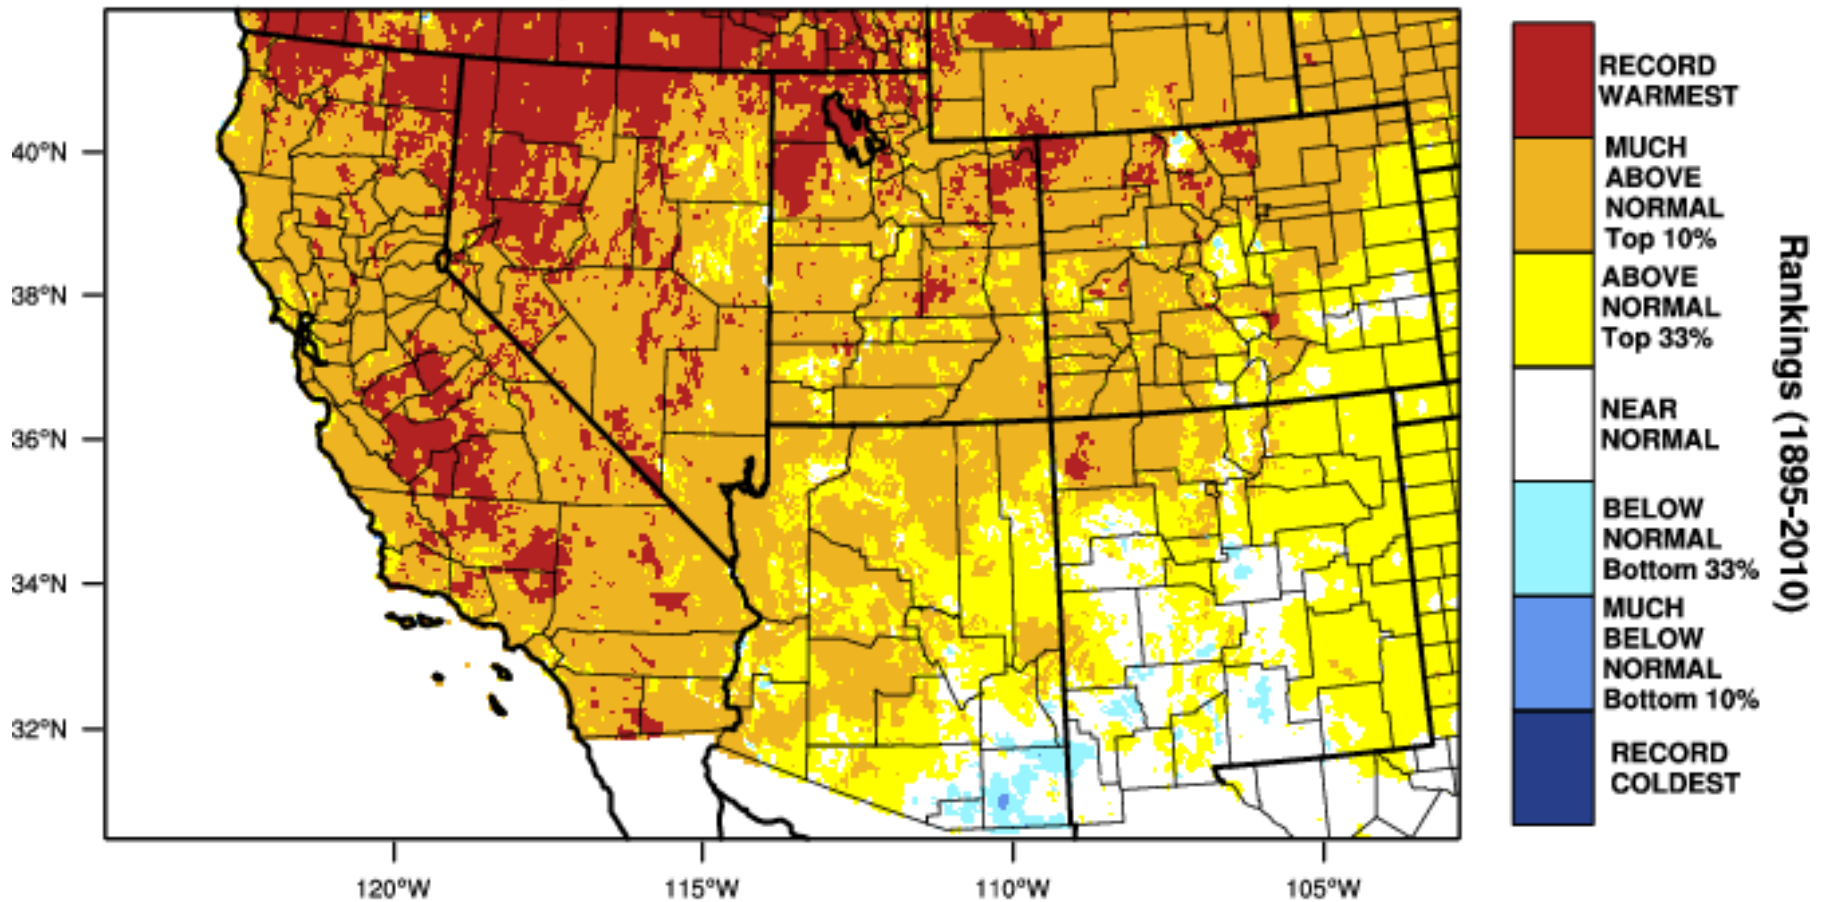 40°N
38°N
36°N
34°N
32°N
120°W
115°W
110°W
105°W
RECORD
WARMEST
MUCH
ABOVE
NORMAL
Top 10%
ABOVE
NORMAL
Top 33%
NEAR
NORMAL
BELOW
NORMAL
Bottom 33%
MUCH
BELOW
NORMAL
Bottom 10%
RECORD
COLDEST
Rankings (1895-2010)